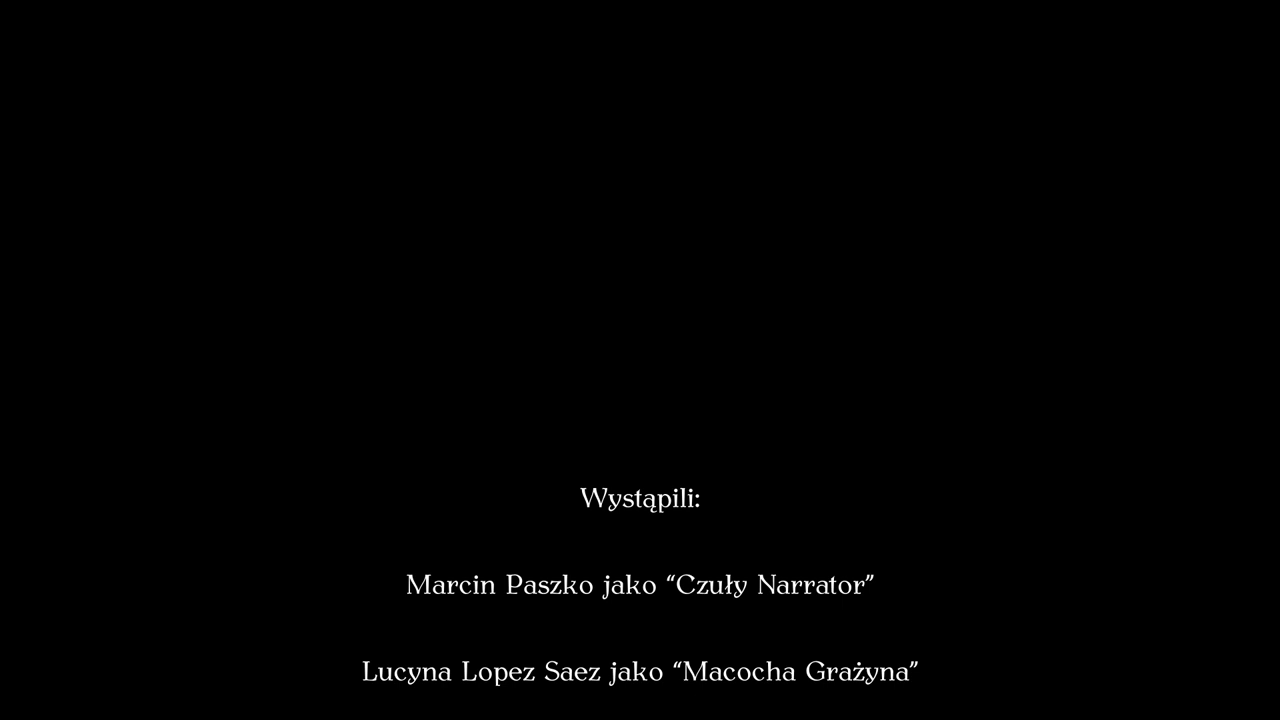 Wystąpili:
Marcin Paszko jako “Czuły Narrator”
Lucyna Lopez Saez jako “Macocha Grażyna”